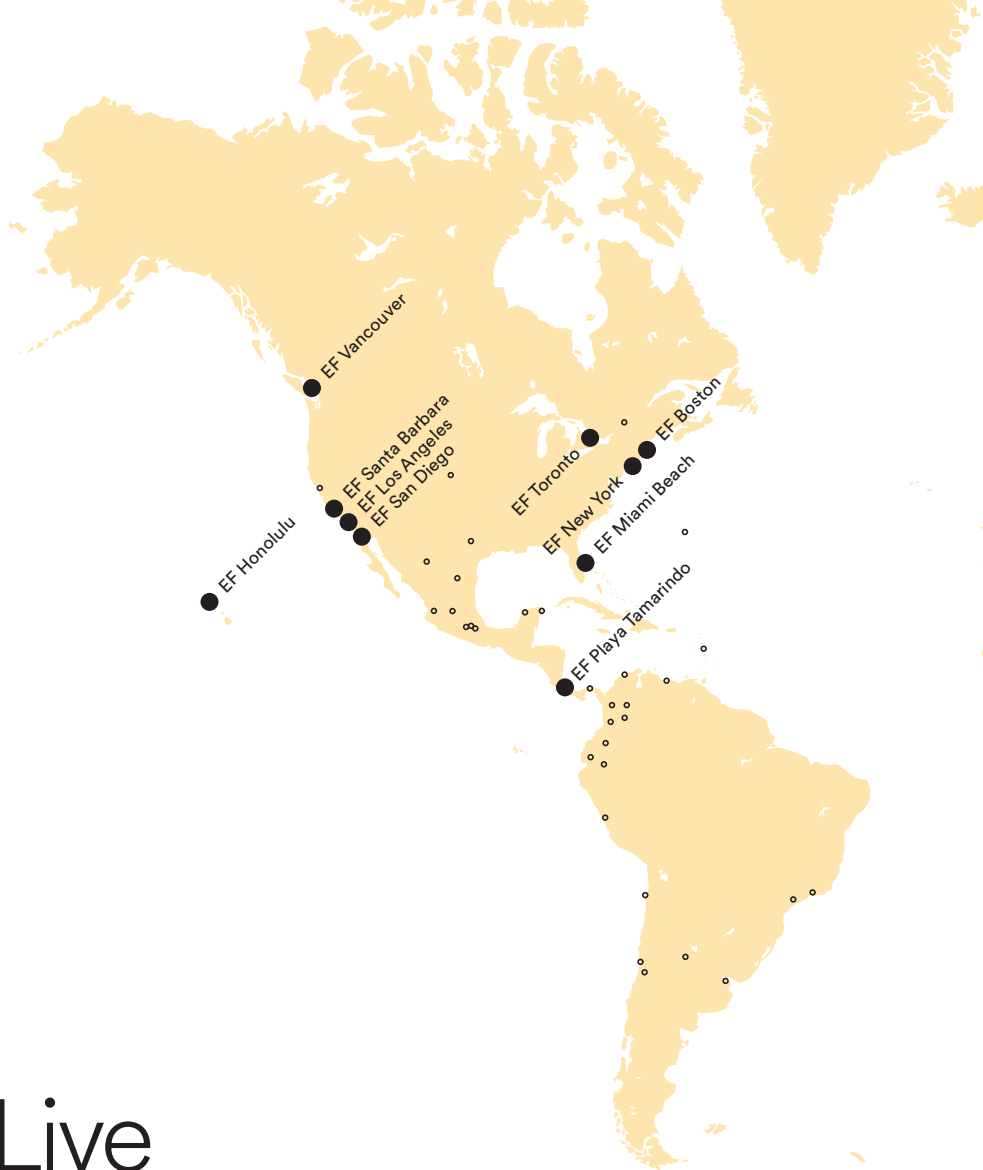 EF Vancouver
EF Santa Barbara
EF Los Angeles
EF San Diego
EF Honolulu
EF Boston
EF Toronto
EF New York
EF Miami Beach
EF Playa Tamarindo
Live